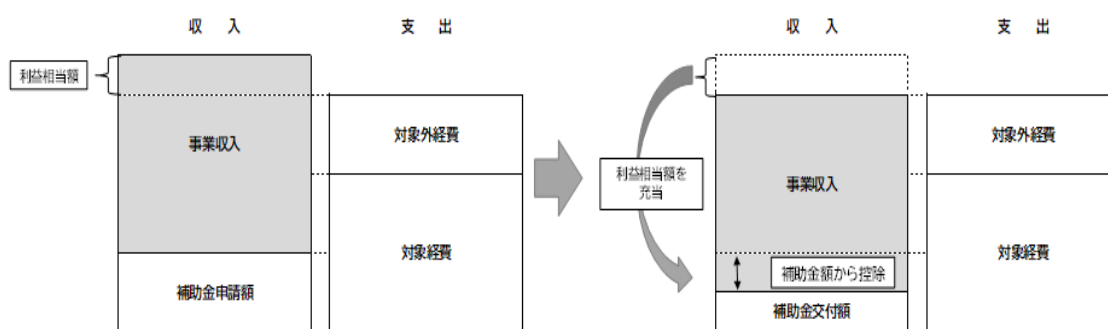 収 入
支 出
利益相当額
事業収入
対象外経費
対象経費
補助金申請額
収 入
支 出
利益相当額を
充当
事業収入
対象外経費
対象経費
補助金額から控除
補助金交付額